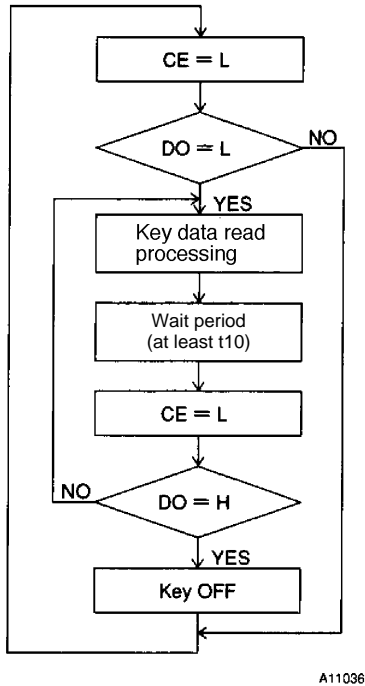 CE = L
DO = L
NO
YES
Key data read
processing
Wait period
(at least t10)
CE = L
NO
DO = H
YES
Key OFF
A11036